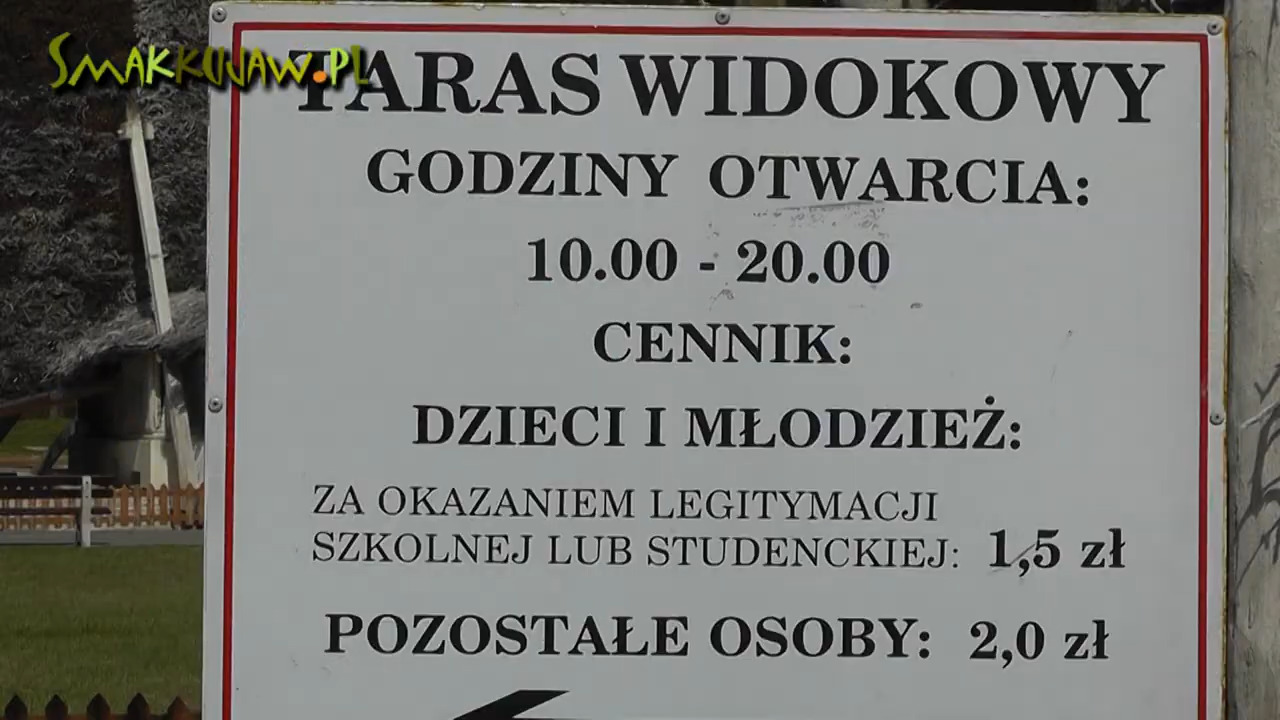 SMAKKUJAW.PL
TARAS WIDOKOWY
GODZINY OTWARCIA:
10.00 - 20.00
CENNIK:
DZIECI I MŁODZIEŻ:
ZA OKAZANIEM LEGITYMACJI
SZKOLNEJ LUB STUDENCKIEJ: 1,5 zł
POZOSTAŁE OSOBY: 2,0 zł